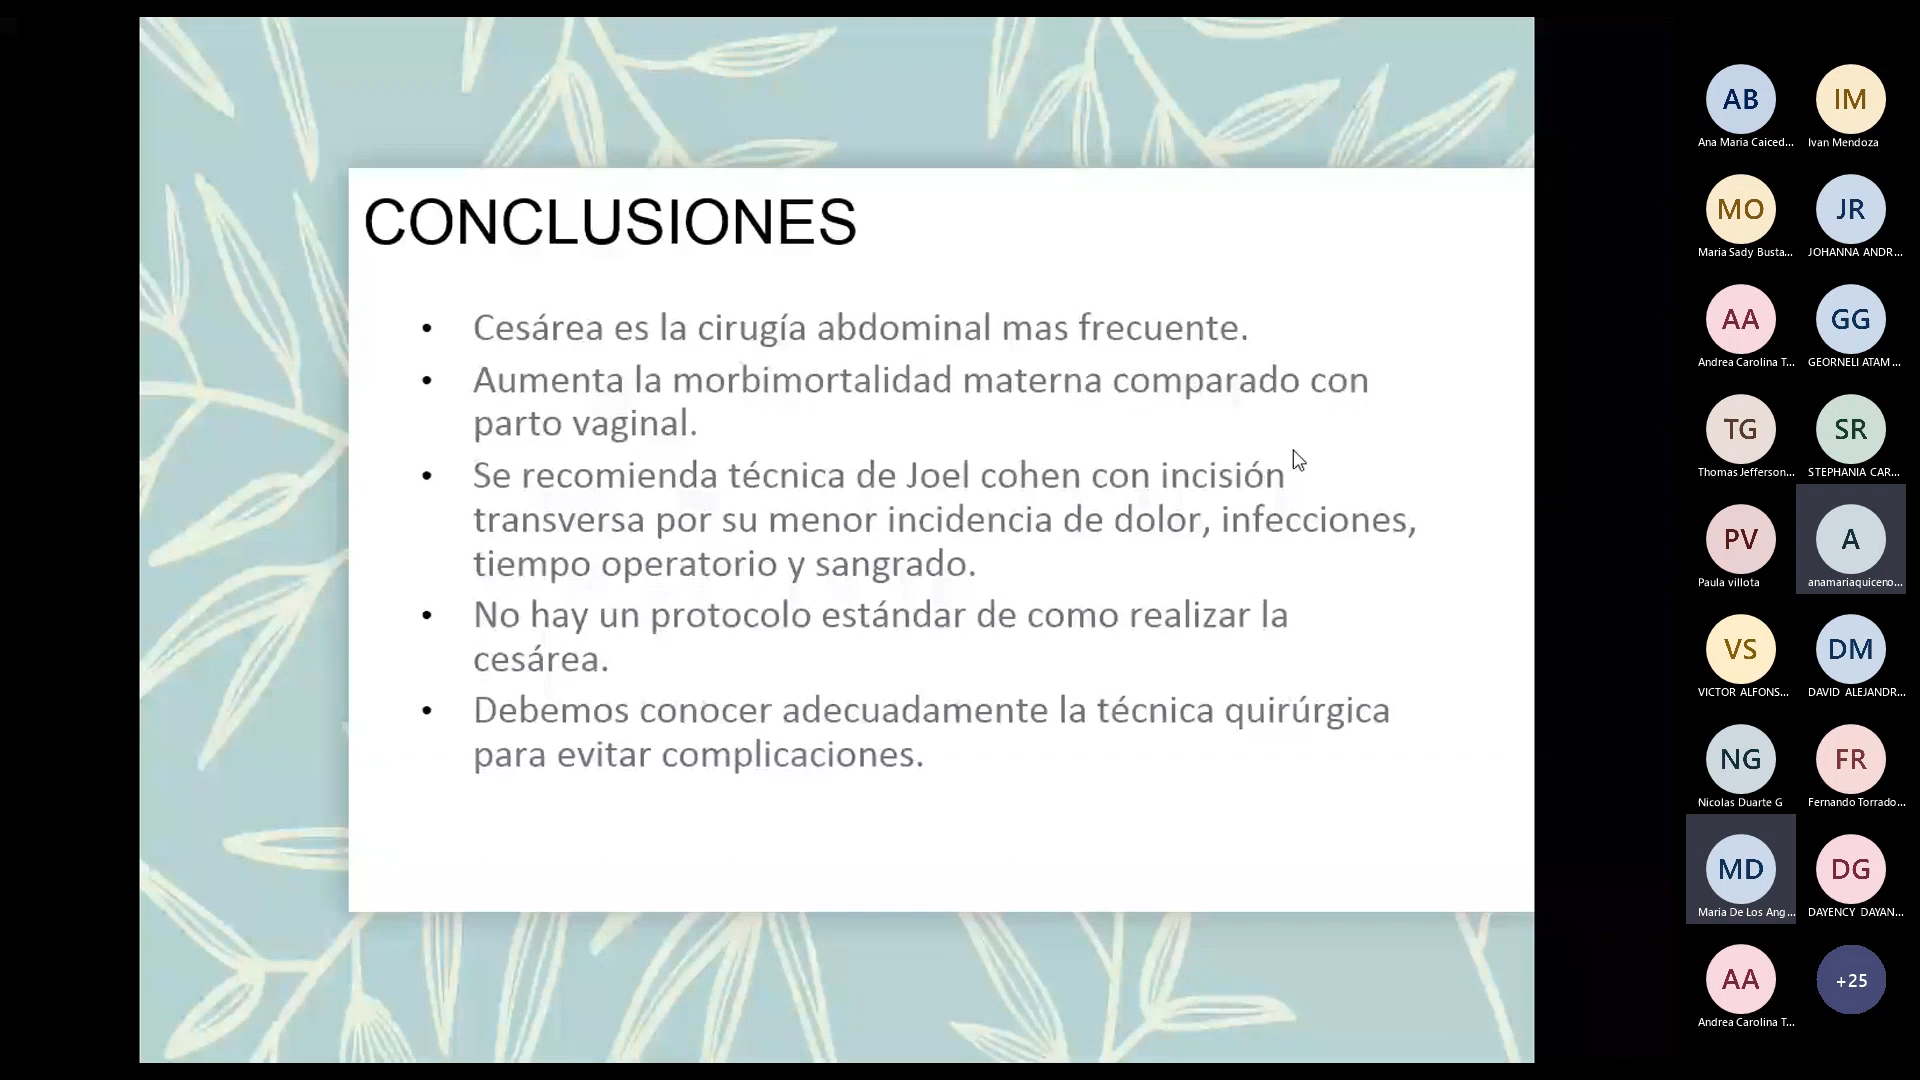 CONCLUSIONES
• Cesárea es la cirugía abdominal mas frecuente.
• Aumenta la morbimortalidad materna comparado con
parto vaginal.
• Se recomienda técnica de Joel cohen con incisión
transversa por su menor incidencia de dolor, infecciones,
tiempo operatorio y sangrado.
• No hay un protocolo estándar de como realizar la
cesárea.
• Debemos conocer adecuadamente la técnica quirúrgica
para evitar complicaciones.
AB IM
Ana Maria Caiced... Ivan Mendoza
MO JR
Maria Sady Busta... JOHANNA ANDR...
AA GG
Andrea Carolina T... GEORNELI ATAM...
TG SR
Thomas Jefferson... STEPHANIA CAR...
PV A
Paula villota anamariaquiceno...
VS DM
VICTOR ALFONS... DAVID ALEJANDR...
NG FR
Nicolas Duarte G Fernando Torrado...
MD DG
Maria De Los Ang... DAYENCY DAYAN...
AA +25
Andrea Carolina T...